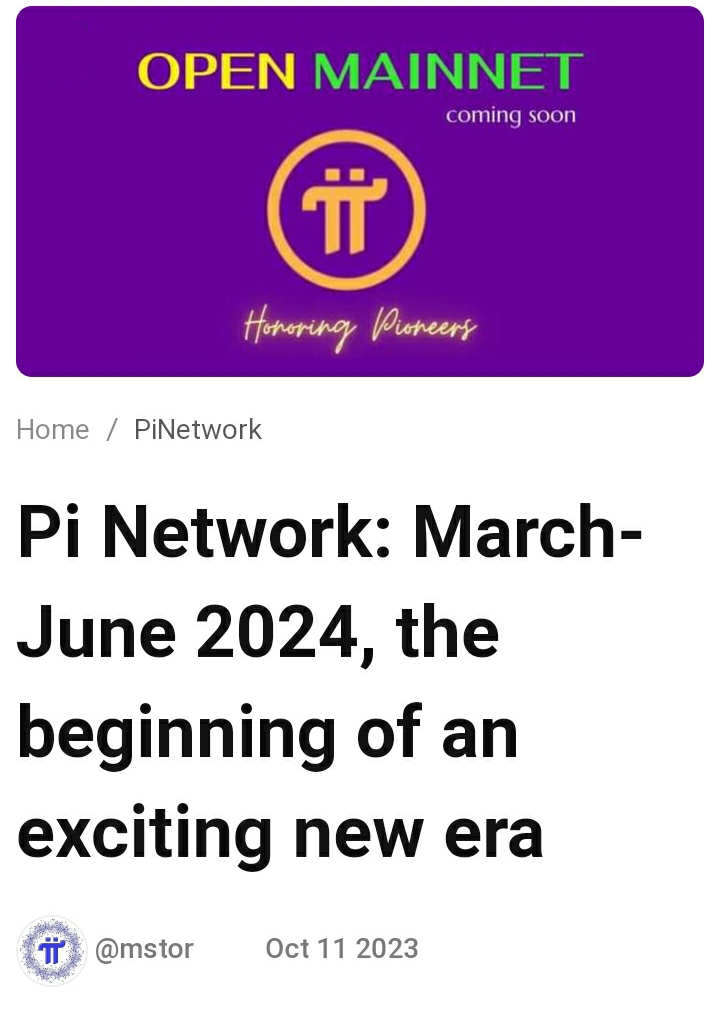 OPEN MAINNET
coming soon
Honoring Pioneers
Home / PiNetwork
Pi Network: March-
June 2024, the
beginning of an
exciting new era
@mstor Oct 11 2023